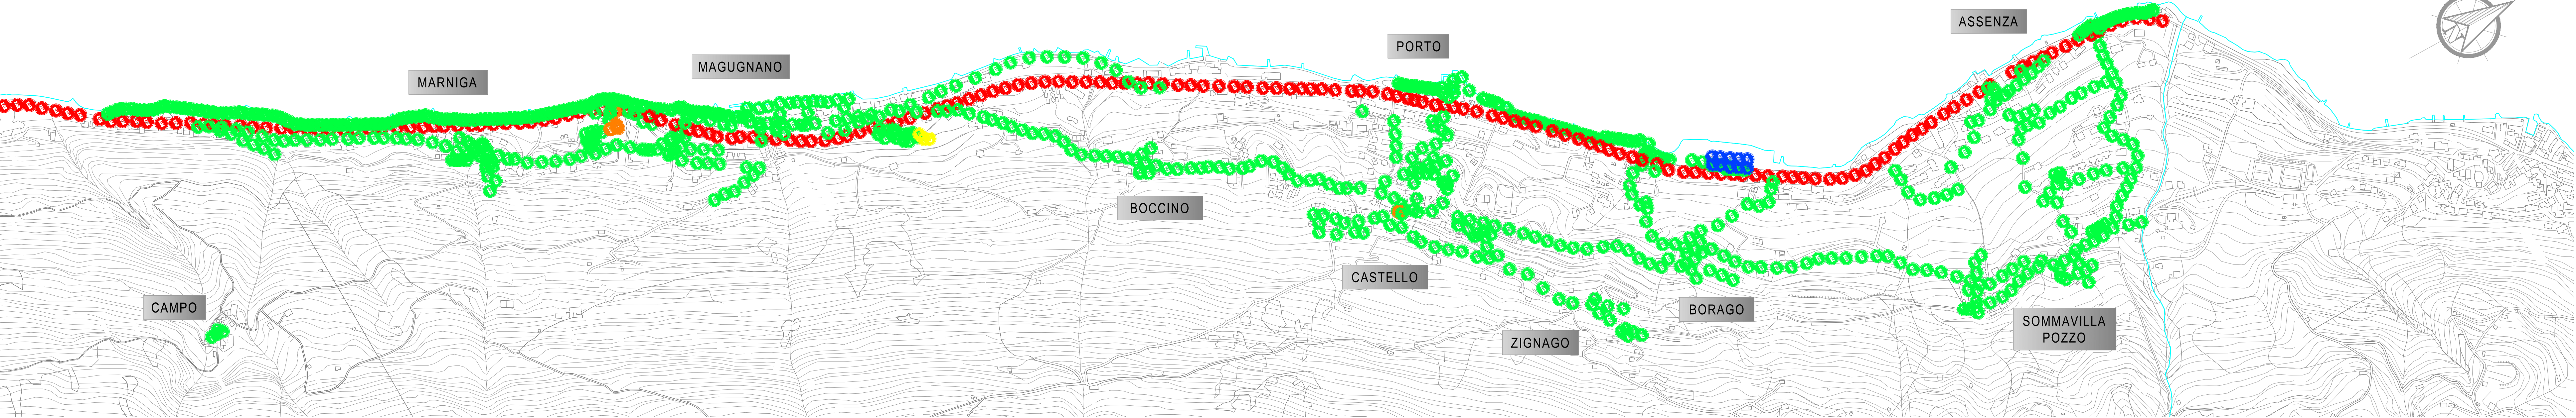 ASSENZA
PORTO
MAGUGNANO
MARNIGA
BOCCINO
CASTELLO
CAMPO
BORAGO
SOMMAVILLA
POZZO
ZIGNAGO